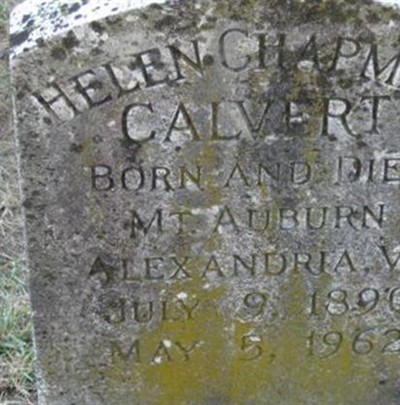 HELEN CHAPM
CALVERT
BORN AND DIE
MT. AUBURN
ALEXANDRIA, V
JULY 9, 1890
MAY 5, 1962